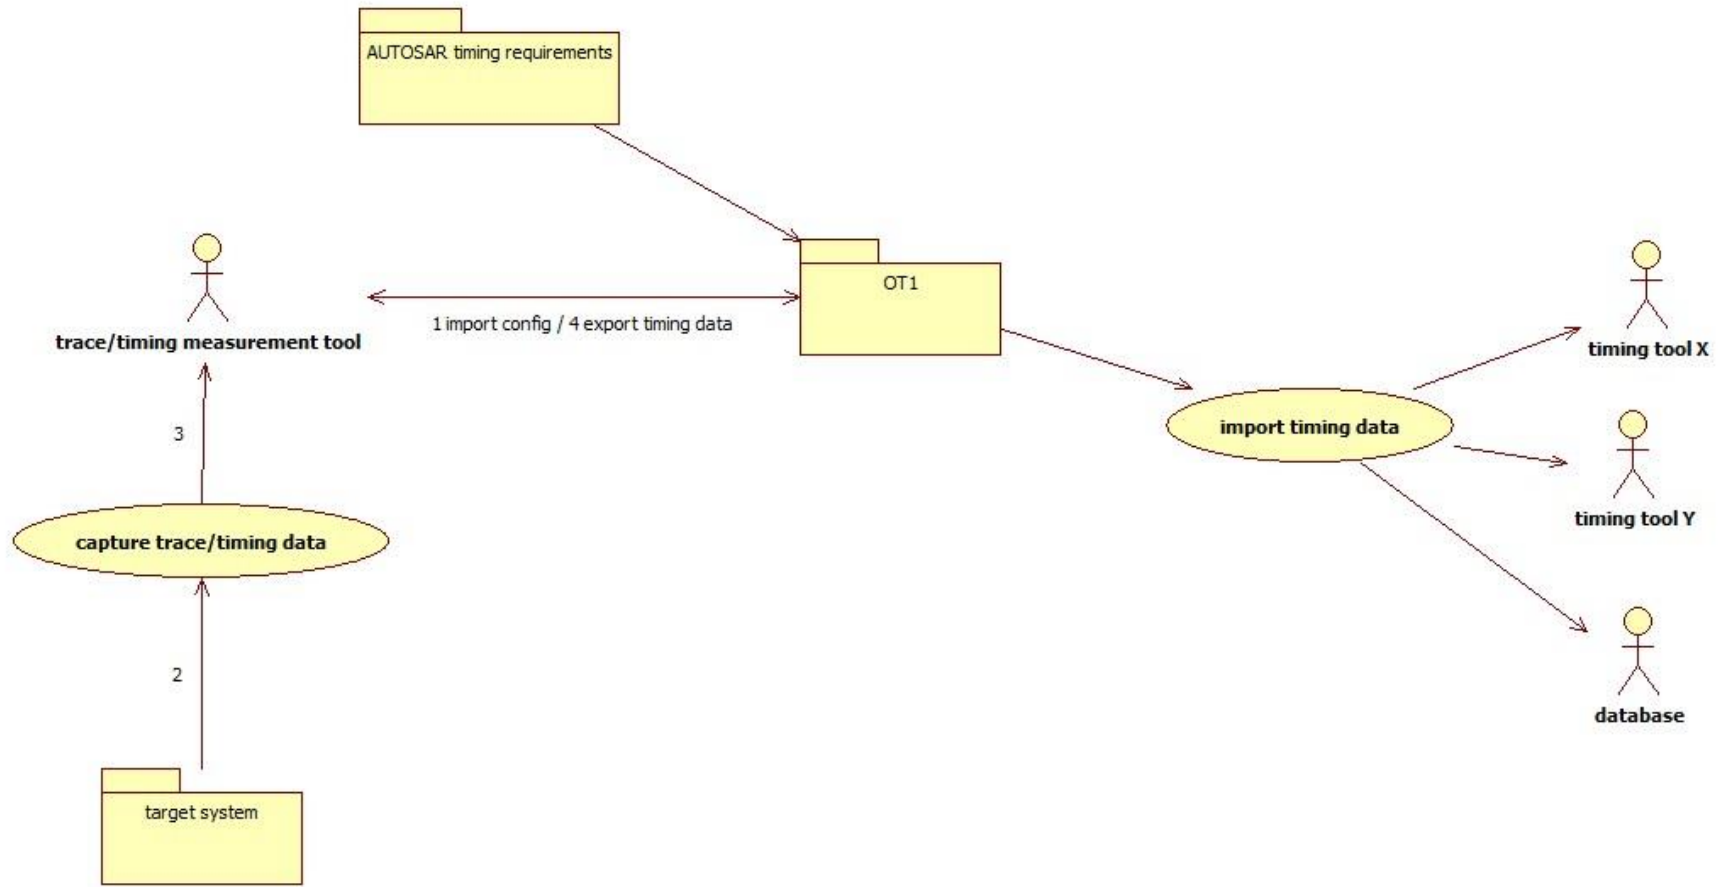 AUTOSAR timing requirements
OT1
1 import config / 4 export timing data
trace/timing measurement tool
timing tool X
import timing data
3
timing tool Y
capture trace/timing data
2
database
target system